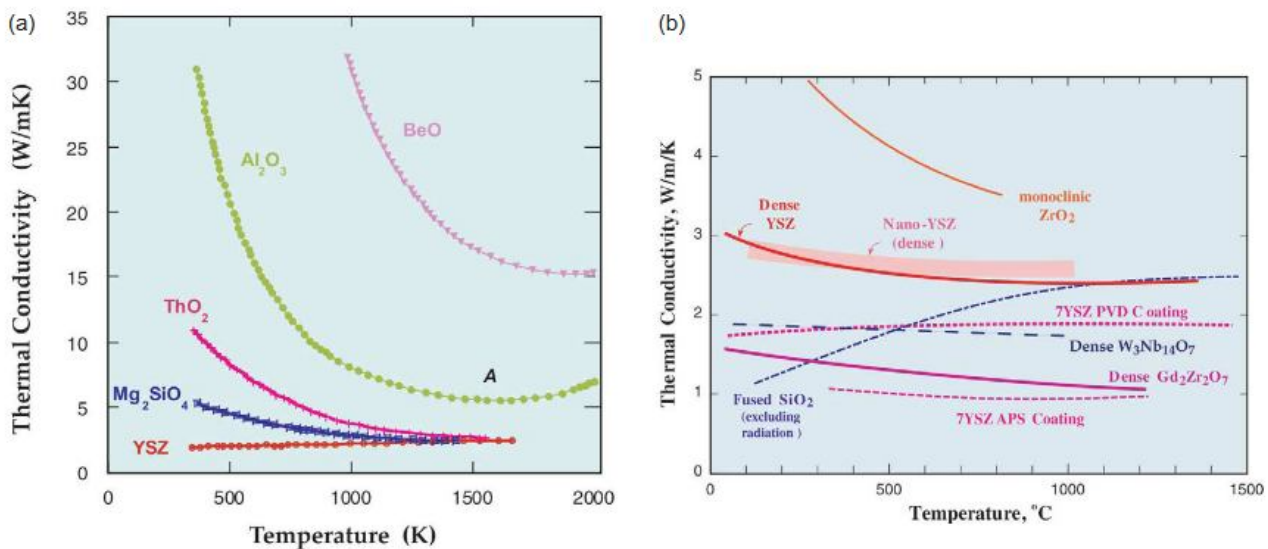 (a)
35
30
25
20
15
10
5
0
Thermal Conductivity (W/mK)
BeO
Al2O3
ThO2
Mg2SiO4
YSZ
A
0 500 1000 1500 2000
Temperature (K)
(b)
5
4
3
2
1
0
Thermal Conductivity, W/m/K
monoclinic
ZrO2
Dense
YSZ
Nano-YSZ
(dense)
7YSZ PVD Coating
Dense W3Nb14O7
Dense Gd2Zr2O7
Fused SiO2
(excluding
radiation)
7YSZ APS Coating
0 500 1000 1500
Temperature, °C